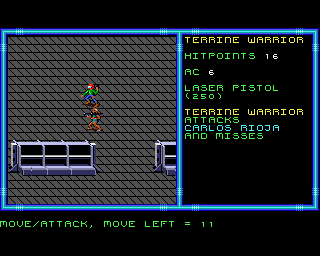 TERRINE WARRIOR
HITPOINTS 16
AC 6
LASER PISTOL
(250)
TERRINE WARRIOR
ATTACKS
CARLOS RIOJA
AND MISSES
MOVE/ATTACK, MOVE LEFT = 11